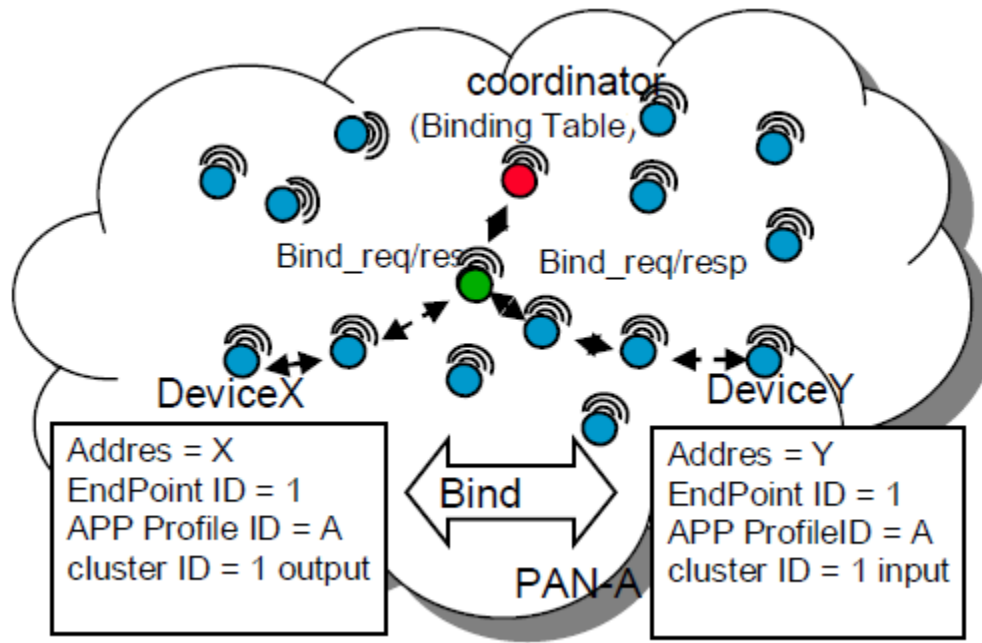 coordinator
(Binding Table)
Bind_req/res
Bind_req/resp
DeviceX
DeviceY
Addres = X
EndPoint ID = 1
APP Profile ID = A
cluster ID = 1 output
Bind
Addres = Y
EndPoint ID = 1
APP ProfileID = A
cluster ID = 1 input
PAN-A